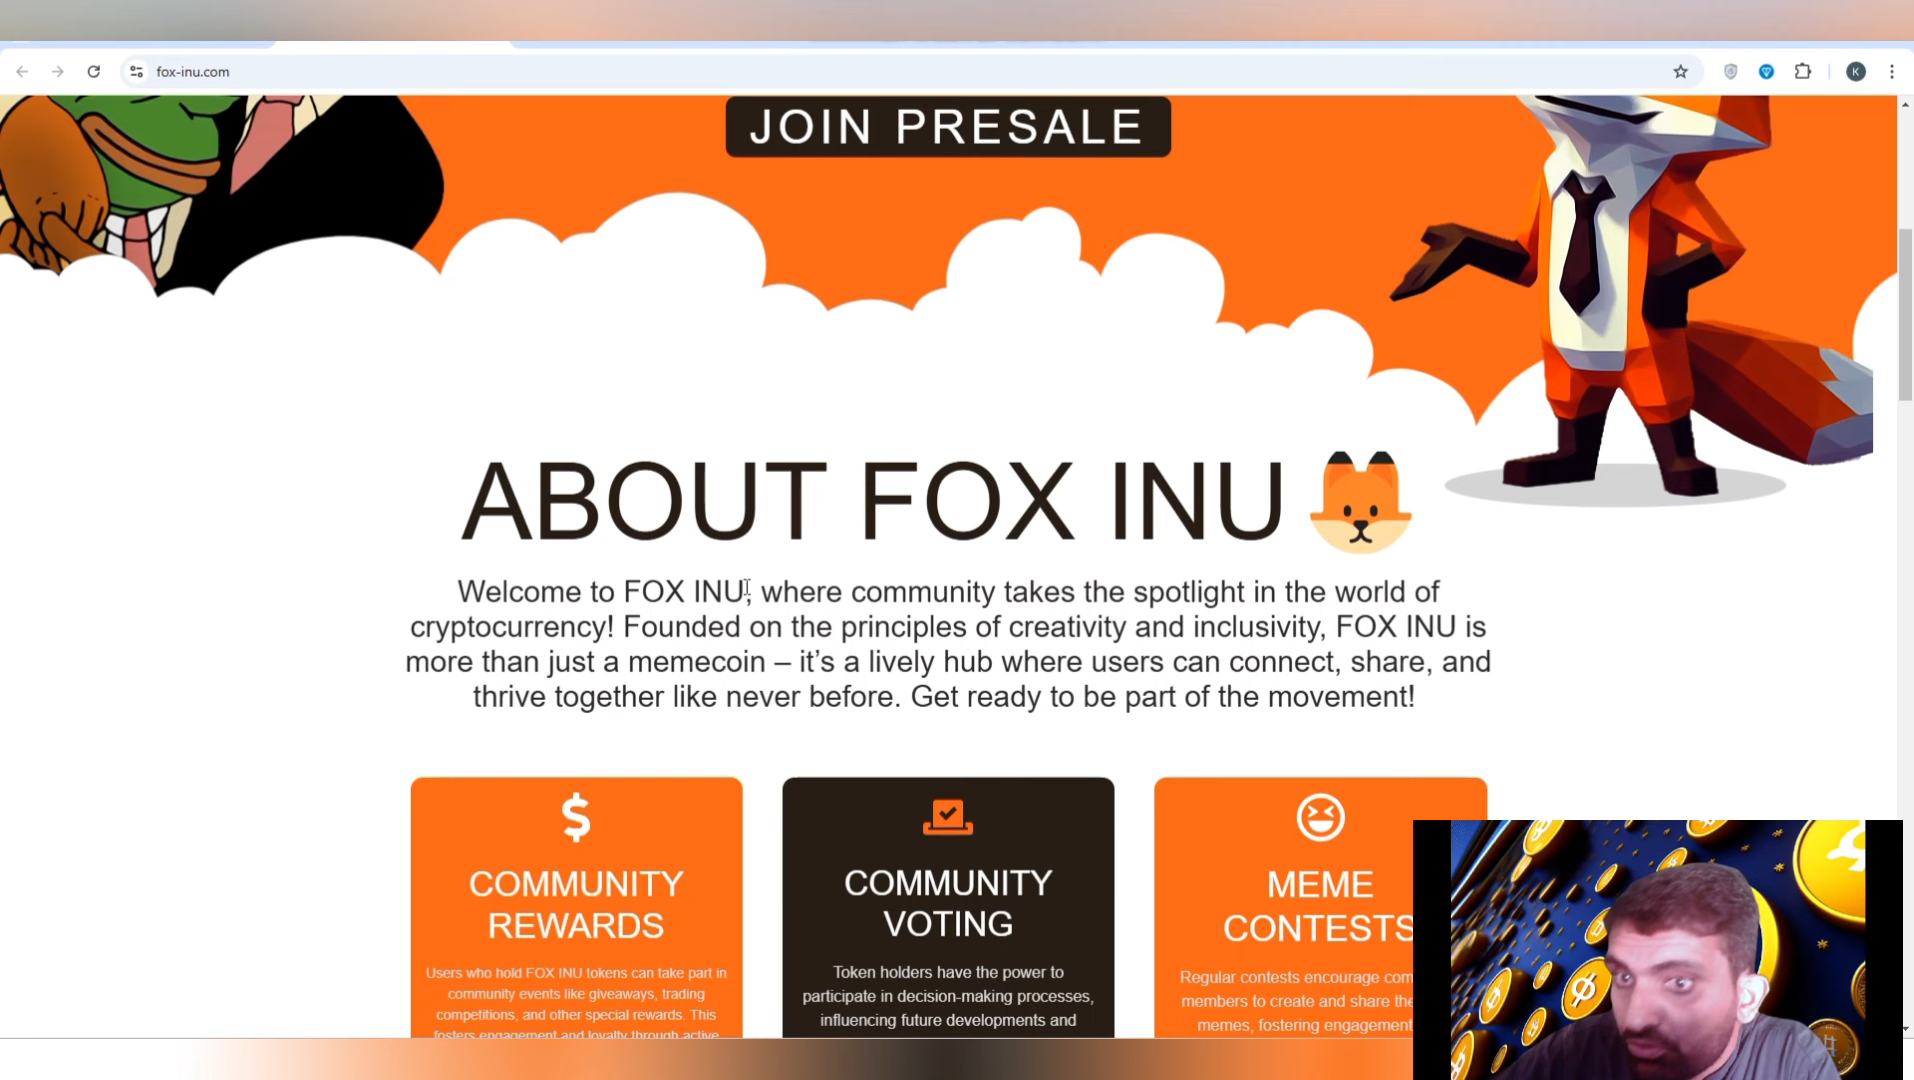 fox-inu.com
K
JOIN PRESALE
ABOUT FOX INU
Welcome to FOX INU, where community takes the spotlight in the world of
cryptocurrency! Founded on the principles of creativity and inclusivity, FOX INU is
more than just a memecoin – it's a lively hub where users can connect, share, and
thrive together like never before. Get ready to be part of the movement!
COMMUNITY
REWARDS
Users who hold FOX INU tokens can take part in
community events like giveaways, trading
competitions, and other special rewards. This
fosters engagement and loyalty through active
COMMUNITY
VOTING
Token holders have the power to
participate in decision-making processes,
influencing future developments and
MEME
CONTESTS
Regular contests encourage com
members to create and share the
memes, fostering engagement